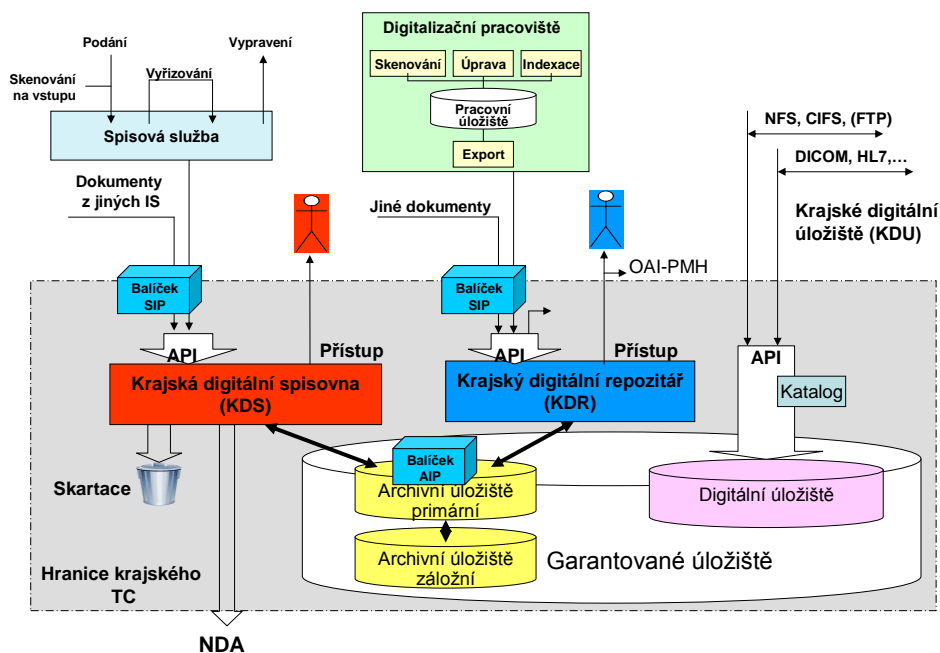 Podání
Vypravení
Skenování
na vstupu
Vyřizování
Spisová služba
Digitalizační pracoviště
Skenování
Úprava
Indexace
Pracovní
úložiště
Export
NFS, CIFS, (FTP)
DICOM, HL7,…
Krajské digitální
úložiště (KDU)
Dokumenty
z jiných IS
Jiné dokumenty
OAI-PMH
Balíček
SIP
Balíček
SIP
API
Přístup
API
Přístup
API
Krajská digitální spisovna
(KDS)
Krajský digitální repozitář
(KDR)
Katalog
Balíček
AIP
Skartace
Archivní úložiště
primární
Digitální úložiště
Archivní úložiště
záložní
Garantované úložiště
Hranice krajského
TC
NDA